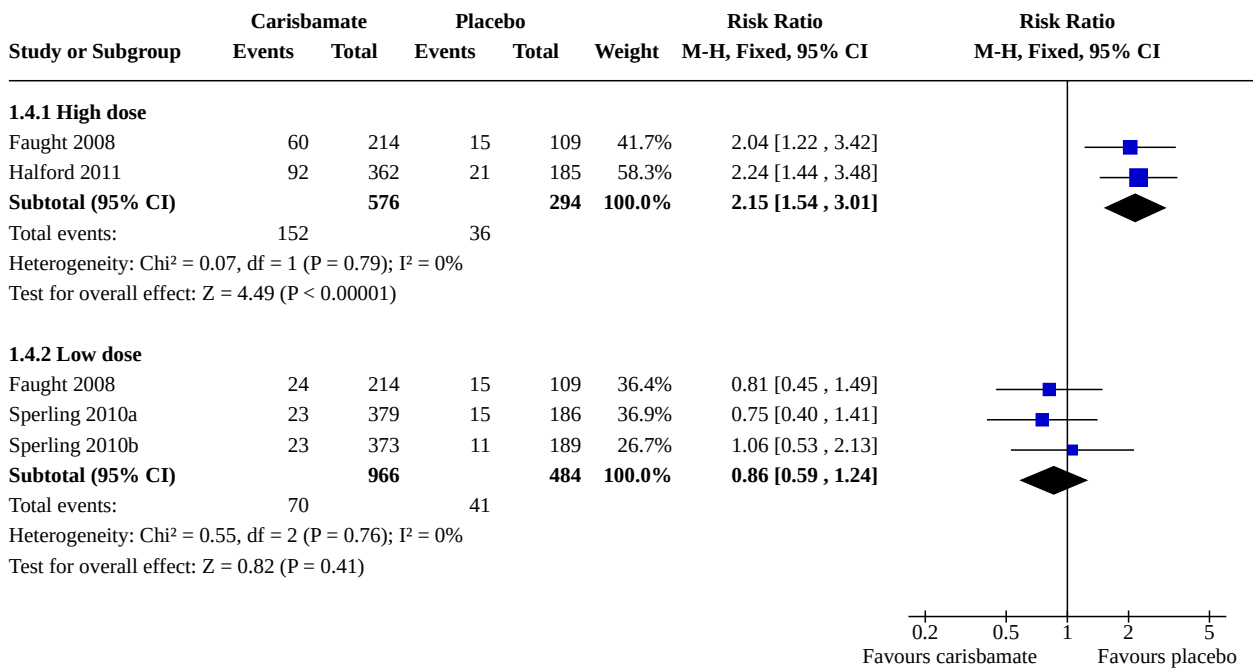 Carisbamate Placebo Risk Ratio Risk Ratio
Study or Subgroup Events Total Events Total Weight M-H, Fixed, 95% CI M-H, Fixed, 95% CI
1.4.1 High dose
Faught 2008 60 214 15 109 41.7% 2.04 [1.22 , 3.42]
Halford 2011 92 362 21 185 58.3% 2.24 [1.44 , 3.48]
Subtotal (95% CI) 576 294 100.0% 2.15 [1.54 , 3.01]
Total events: 152 36
Heterogeneity: Chi² = 0.07, df = 1 (P = 0.79); I² = 0%
Test for overall effect: Z = 4.49 (P < 0.00001)
1.4.2 Low dose
Faught 2008 24 214 15 109 36.4% 0.81 [0.45 , 1.49]
Sperling 2010a 23 379 15 186 36.9% 0.75 [0.40 , 1.41]
Sperling 2010b 23 373 11 189 26.7% 1.06 [0.53 , 2.13]
Subtotal (95% CI) 966 484 100.0% 0.86 [0.59 , 1.24]
Total events: 70 41
Heterogeneity: Chi² = 0.55, df = 2 (P = 0.76); I² = 0%
Test for overall effect: Z = 0.82 (P = 0.41)
0.2 0.5 1 2 5
Favours carisbamate Favours placebo